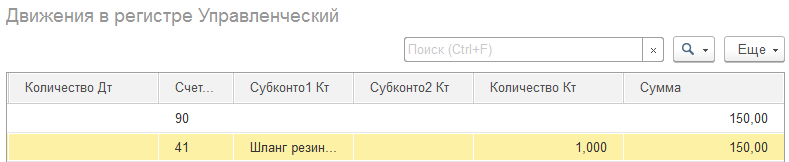 Движения в регистре Управленческий
Поиск (Ctrl+F) × Еще
Количество Дт Счет... Субконто1 Кт Субконто2 Кт Количество Кт Сумма
90 150,00
41 Шланг резин... 1,000 150,00